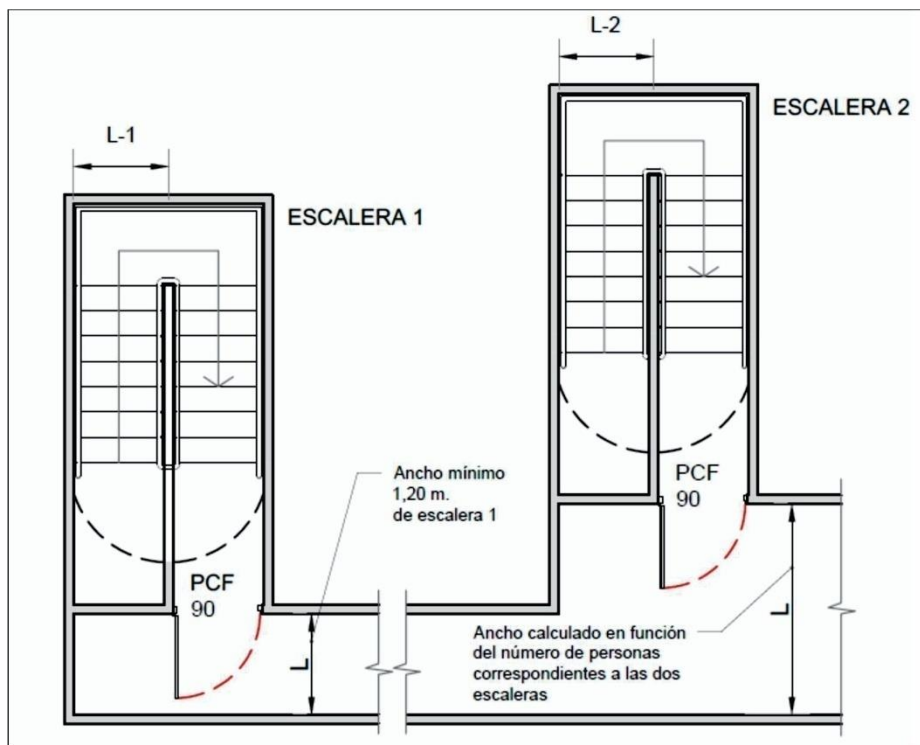 L-2
ESCALERA 2
L-1
ESCALERA 1
Ancho mínimo
1,20 m.
de escalera 1
PCF
90
PCF
90
L
Ancho calculado en función
del número de personas
correspondientes a las dos
escaleras
L